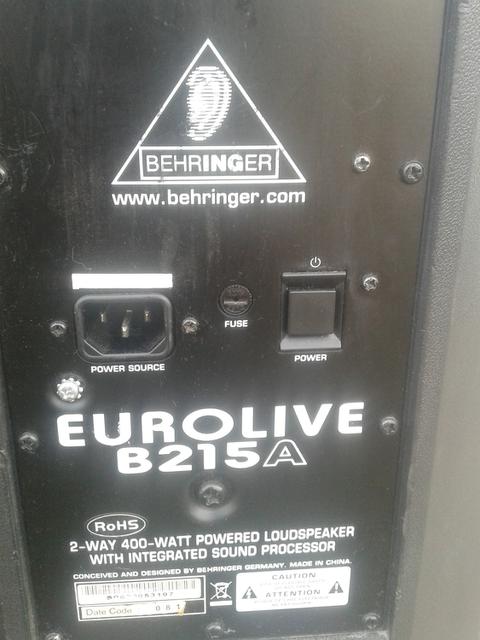 BEHRINGER
www.behringer.com
FUSE
POWER SOURCE
POWER
EUROLIVE
B215A
RoHS
2-WAY 400-WATT POWERED LOUDSPEAKER
WITH INTEGRATED SOUND PROCESSOR
CONCEIVED AND DESIGNED BY BEHRINGER GERMANY. MADE IN CHINA.
CAUTION
ATTENTION
Date Code 081